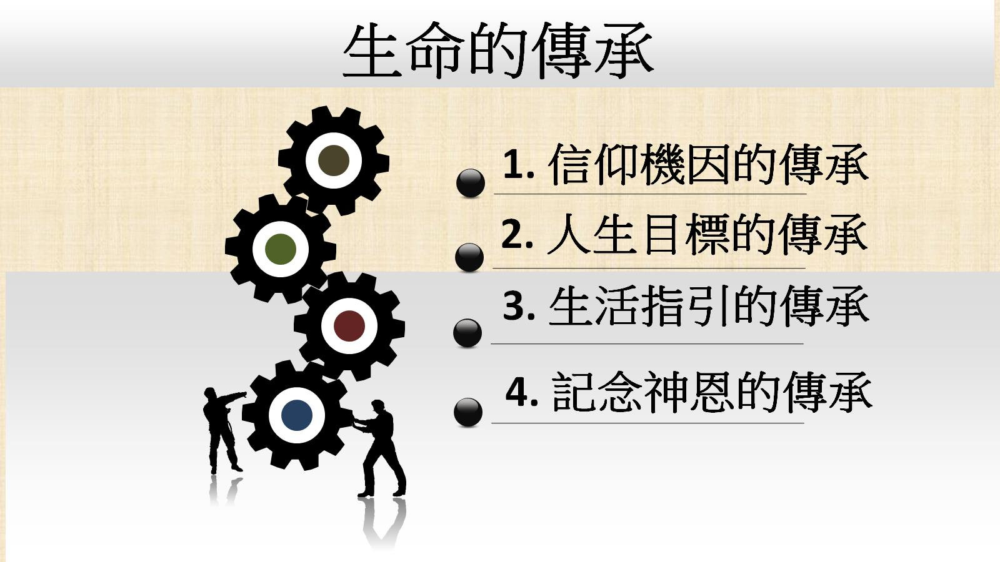 生命的傳承
1. 信仰機因的傳承
2. 人生目標的傳承
3. 生活指引的傳承
4. 記念神恩的傳承